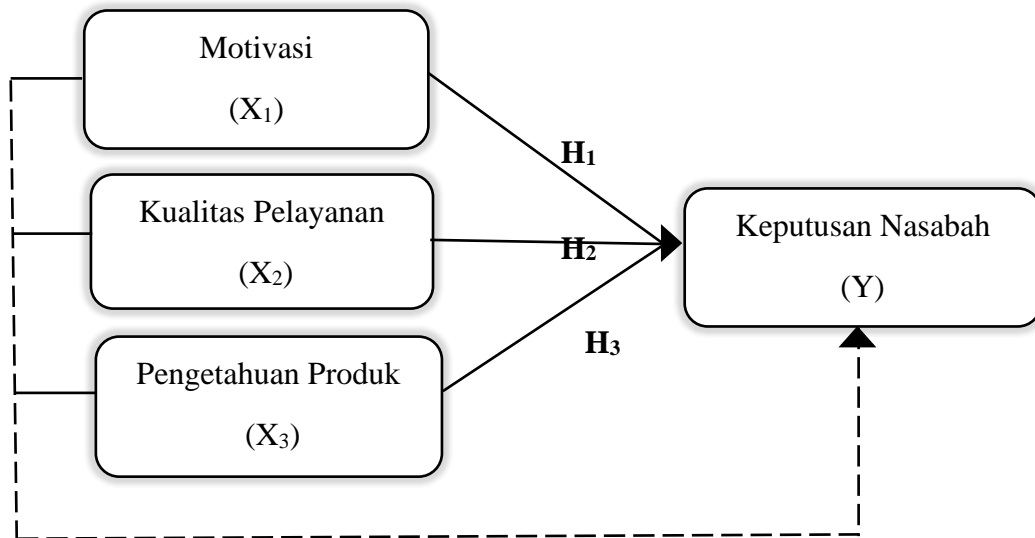 Motivasi
(X₁)
H₁
Kualitas Pelayanan
(X₂)
H₂
Keputusan Nasabah
(Y)
Pengetahuan Produk
(X₃)
H₃